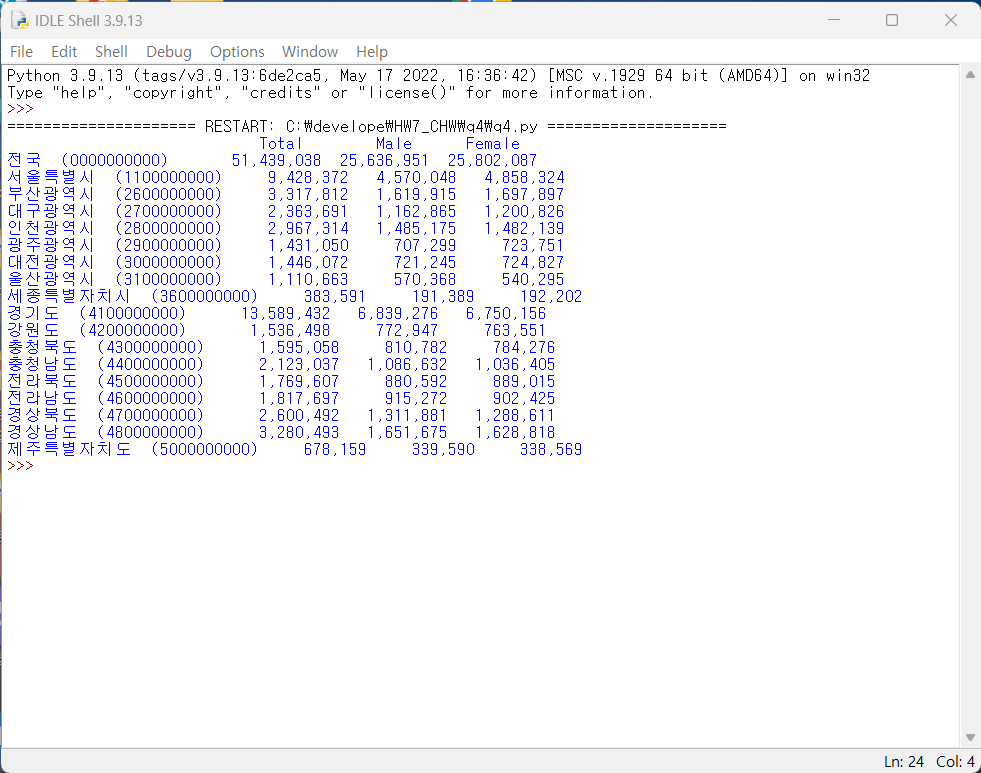 IDLE Shell 3.9.13
File Edit Shell Debug Options Window Help
Python 3.9.13 (tags/v3.9.13:6de2ca5, May 17 2022, 16:36:42) [MSC v.1929 64 bit (AMD64)] on win32
Type "help", "copyright", "credits" or "license()" for more information.
>>>
===================== RESTART: C:₩develope₩HW7_CHW₩q4₩q4.py ====================
Total Male Female
전국 (0000000000) 51,439,038 25,636,951 25,802,087
서울특별시 (1100000000) 9,428,372 4,570,048 4,858,324
부산광역시 (2600000000) 3,317,812 1,619,915 1,697,897
대구광역시 (2700000000) 2,363,691 1,162,865 1,200,826
인천광역시 (2800000000) 2,967,314 1,485,175 1,482,139
광주광역시 (2900000000) 1,431,050 707,299 723,751
대전광역시 (3000000000) 1,446,072 721,245 724,827
울산광역시 (3100000000) 1,110,663 570,368 540,295
세종특별자치시 (3600000000) 383,591 191,389 192,202
경기도 (4100000000) 13,589,432 6,839,276 6,750,156
강원도 (4200000000) 1,536,498 772,947 763,551
충청북도 (4300000000) 1,595,058 810,782 784,276
충청남도 (4400000000) 2,123,037 1,086,632 1,036,405
전라북도 (4500000000) 1,769,607 880,592 889,015
전라남도 (4600000000) 1,817,697 915,272 902,425
경상북도 (4700000000) 2,600,492 1,311,881 1,288,611
경상남도 (4800000000) 3,280,493 1,651,675 1,628,818
제주특별자치도 (5000000000) 678,159 339,590 338,569
>>>
Ln: 24 Col: 4